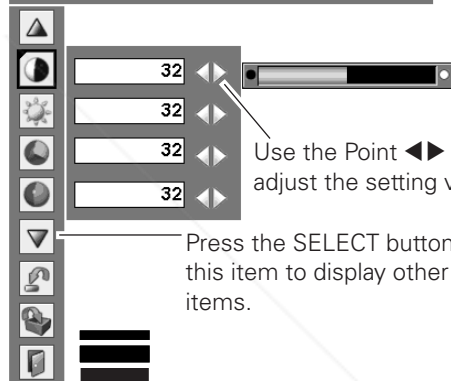 32
32
32
32
Use the Point ◀▶
adjust the setting
Press the SELECT button
this item to display other
items.